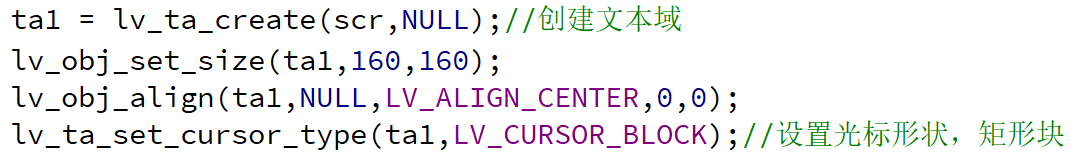 ta1 = lv_ta_create(scr,NULL);//创建文本域
lv_obj_set_size(ta1,160,160);
lv_obj_align(ta1,NULL,LV_ALIGN_CENTER,0,0);
lv_ta_set_cursor_type(ta1,LV_CURSOR_BLOCK);//设置光标形状，矩形块